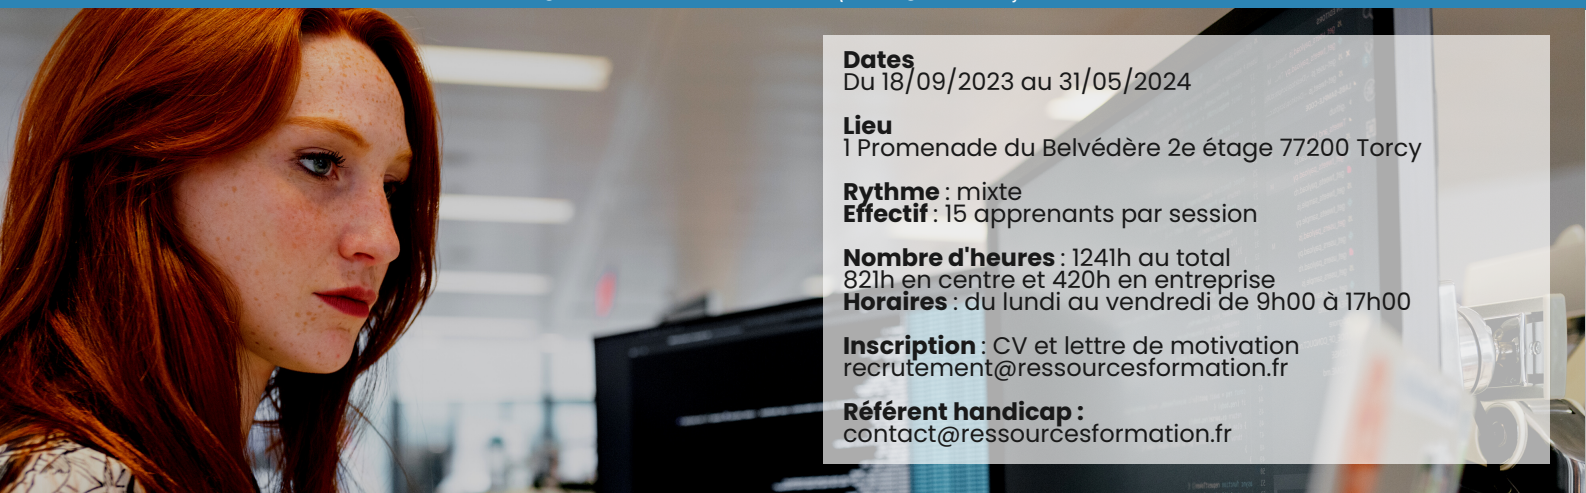 Dates
Du 18/09/2023 au 31/05/2024
Lieu
1 Promenade du Belvédère 2e étage 77200 Torcy
Rythme : mixte
Effectif : 15 apprenants par session
Nombre d'heures : 1241h au total
821h en centre et 420h en entreprise
Horaires : du lundi au vendredi de 9h00 à 17h00
Inscription : CV et lettre de motivation
recrutement@ressourcesformation.fr
Référent handicap :
contact@ressourcesformation.fr